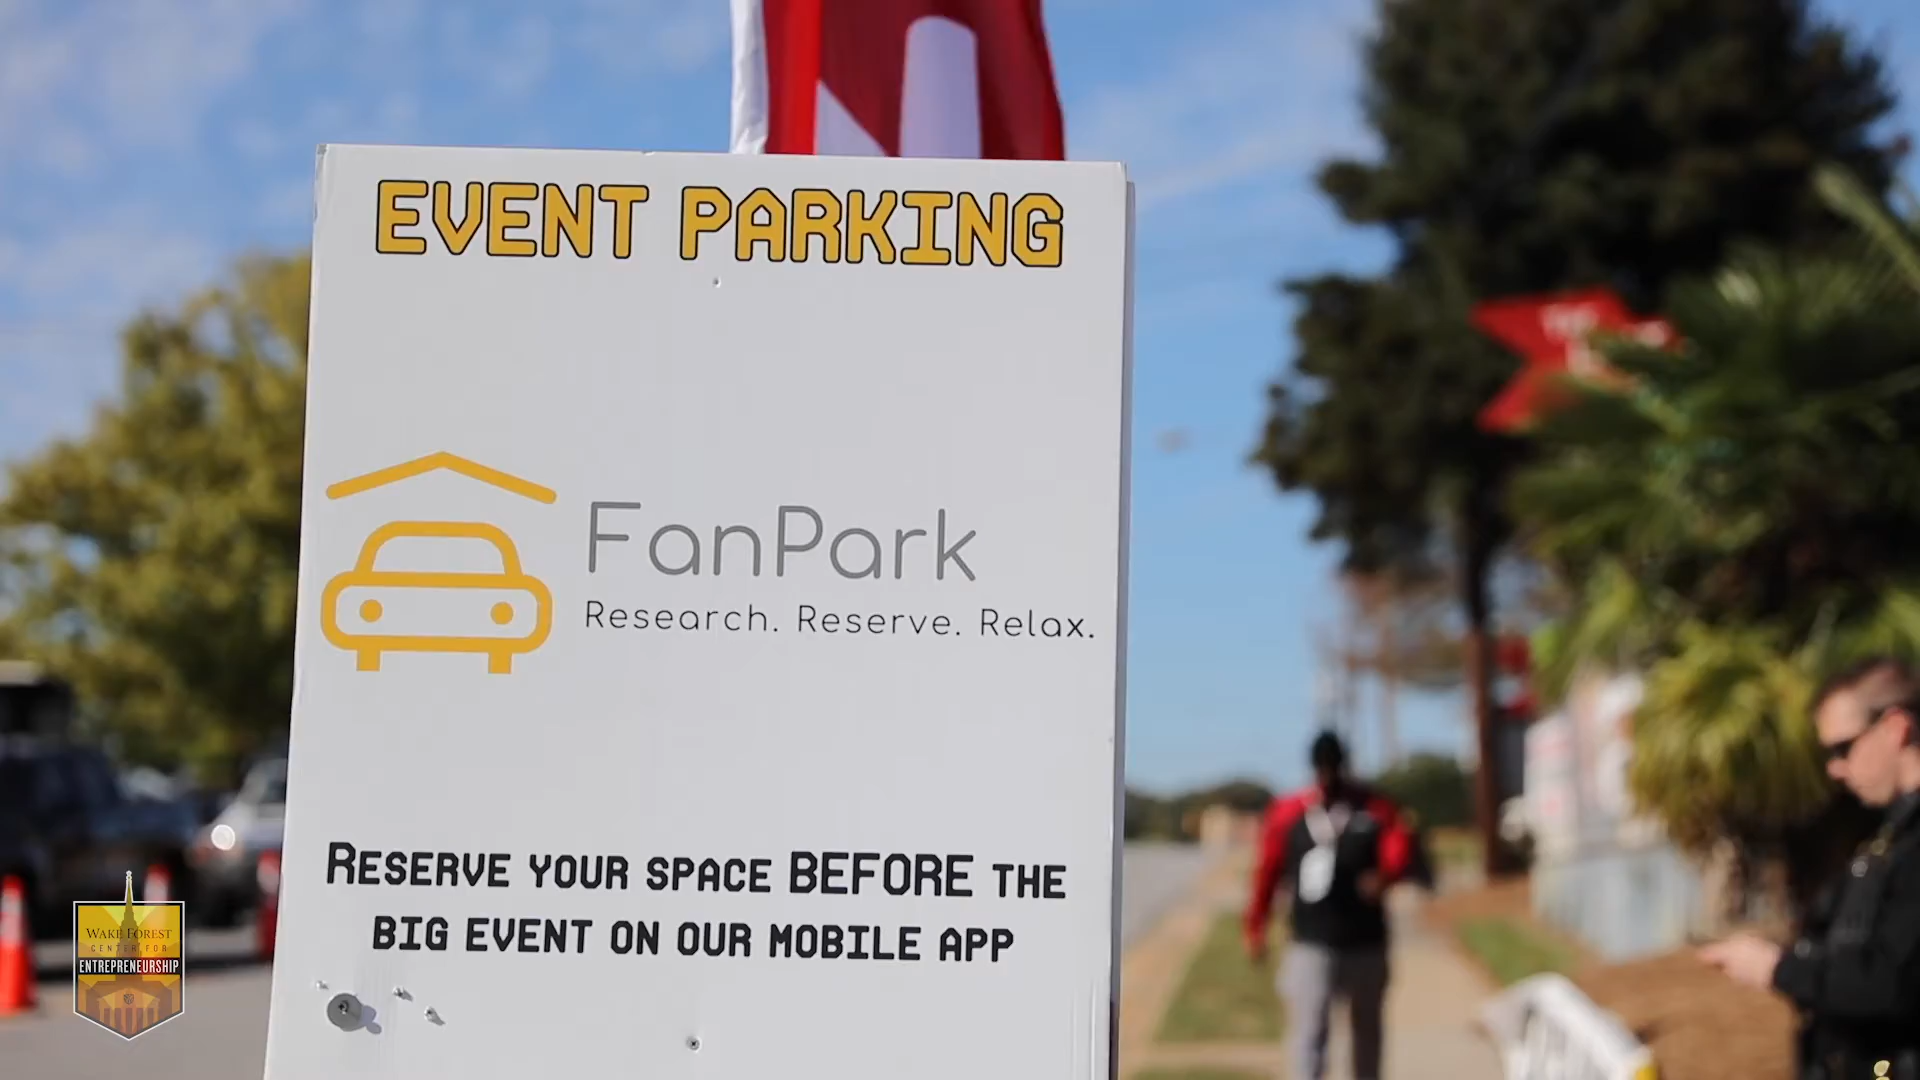 EVENT PARKING
FanPark
Research. Reserve. Relax.
RESERVE YOUR SPACE BEFORE THE
BIG EVENT ON OUR MOBILE APP
WAKE FOREST
CENTER FOR
ENTREPRENEURSHIP